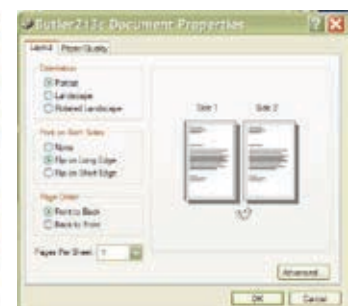 Butler213c Document Properties
Layout Paper/Quality
Orientation
Portrait
Landscape
Rotated Landscape
Print on Both Sides
None
Flip on Long Edge
Flip on Short Edge
Page Order
Front to Back
Back to Front
Pages Per Sheet: 1
Side 1 Side 2
Advanced...
OK Cancel